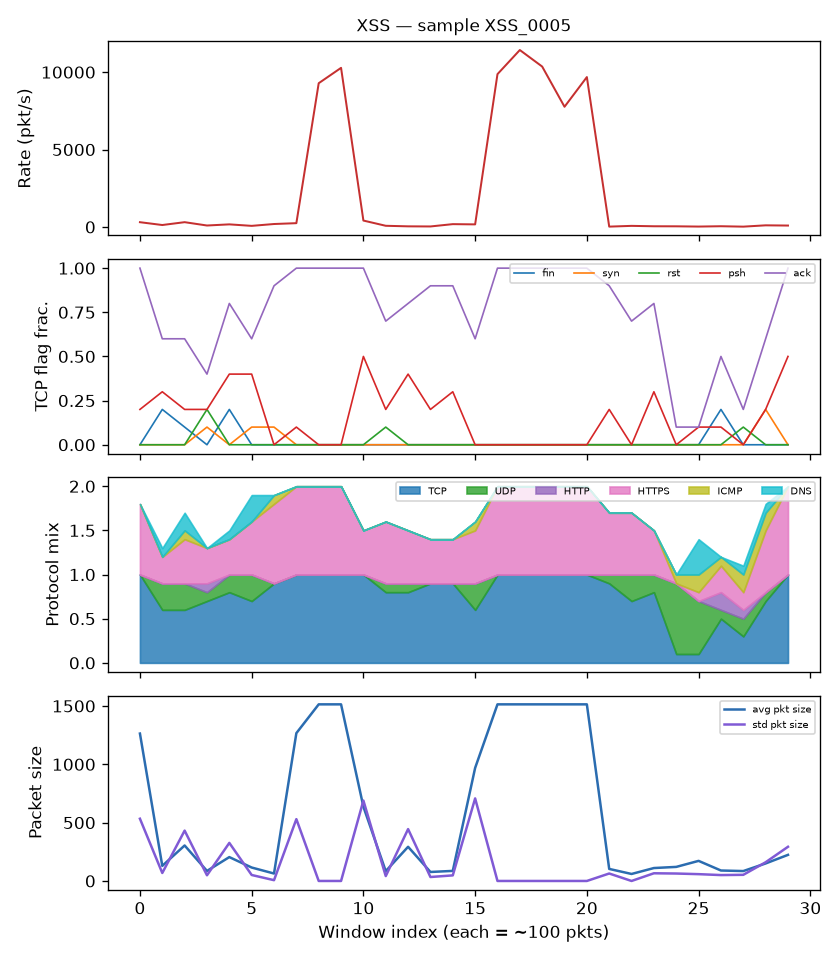 XSS — sample XSS_0005
Rate (pkt/s)
10000
5000
0
TCP flag frac.
1.00
0.75
0.50
0.25
0.00
fin syn rst psh ack
Protocol mix
2.0
1.5
1.0
0.5
0.0
TCP UDP HTTP HTTPS ICMP DNS
Packet size
1500
1000
500
0
avg pkt size
std pkt size
0 5 10 15 20 25 30
Window index (each = ~100 pkts)